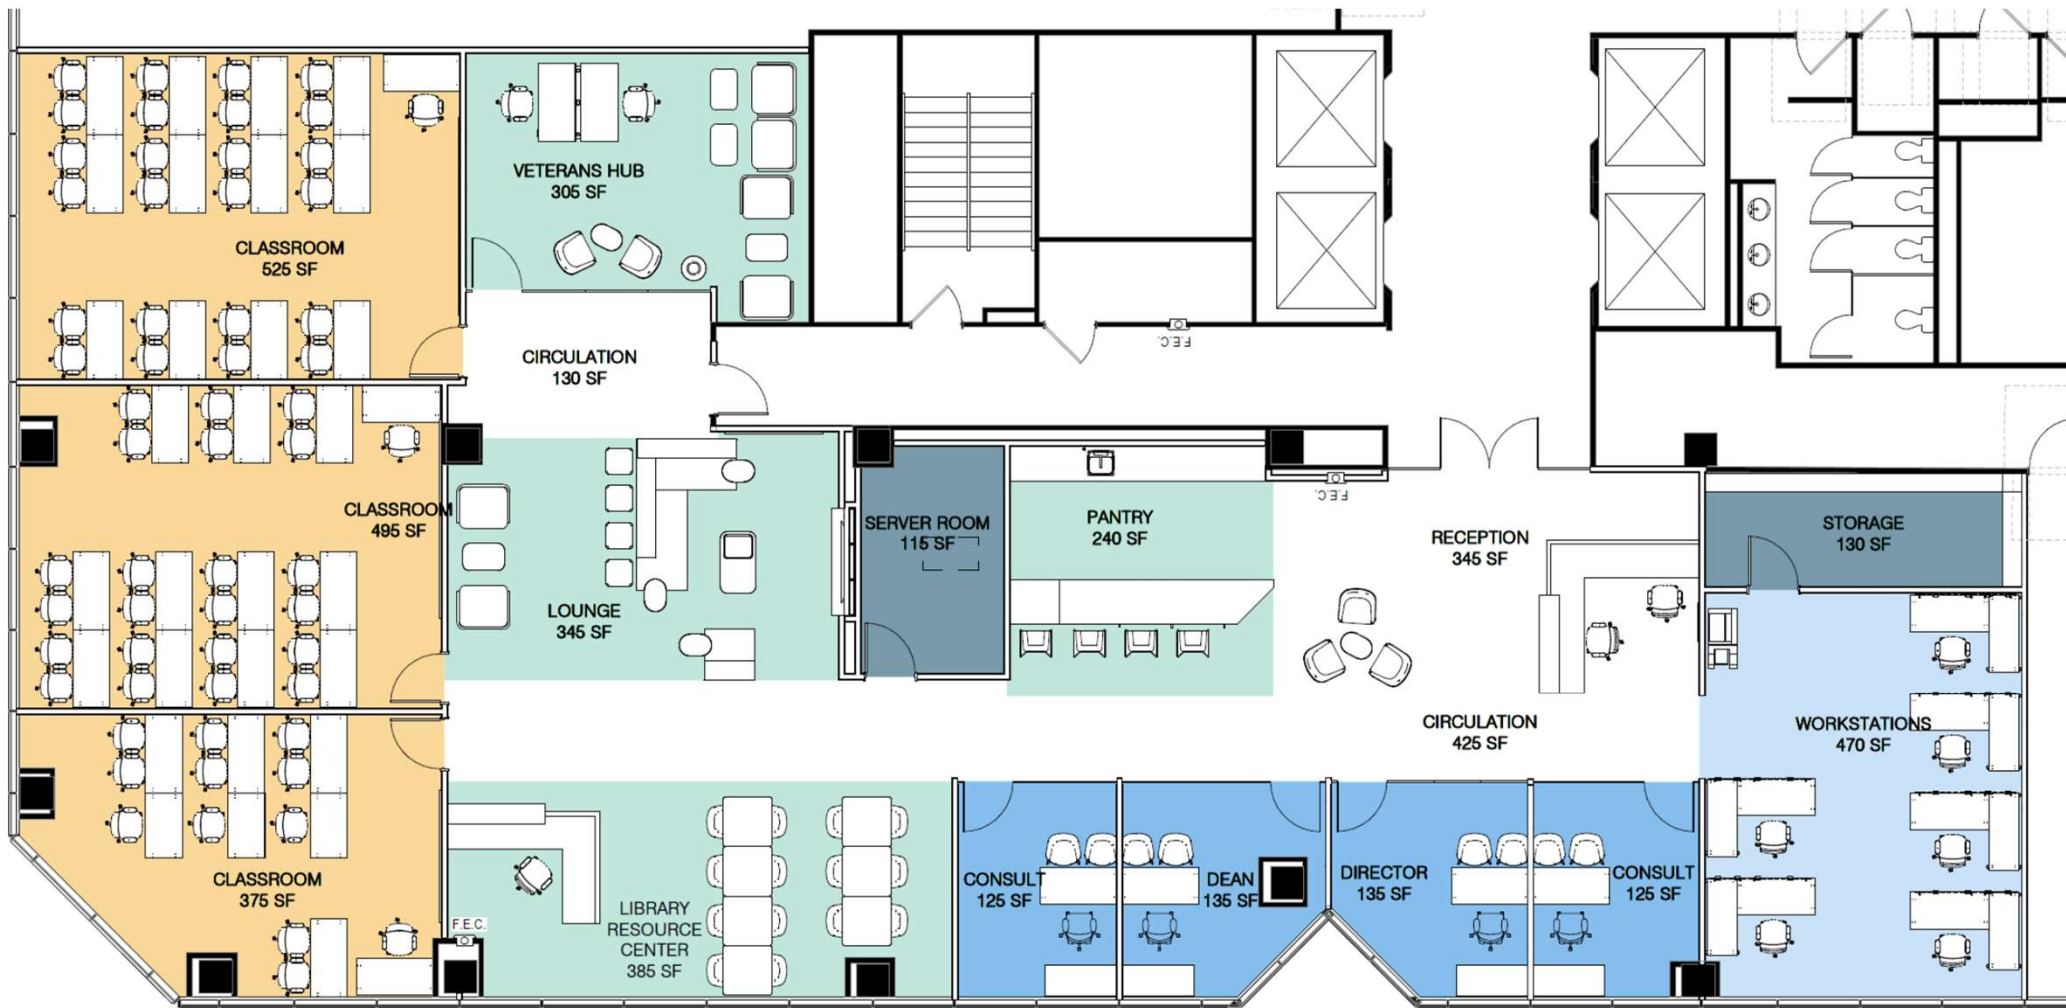 VETERANS HUB
305 SF
CLASSROOM
525 SF
CIRCULATION
130 SF
F.E.C.
CLASSROOM
495 SF
LOUNGE
345 SF
SERVER ROOM
115 SF
PANTRY
240 SF
F.E.C.
RECEPTION
345 SF
STORAGE
130 SF
CIRCULATION
425 SF
WORKSTATIONS
470 SF
CLASSROOM
375 SF
F.E.C.
LIBRARY
RESOURCE
CENTER
385 SF
CONSULT
125 SF
DEAN
135 SF
DIRECTOR
135 SF
CONSULT
125 SF